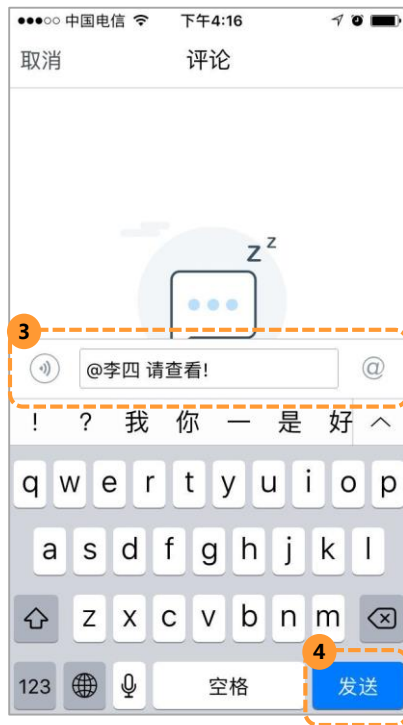 中国电信 下午4:16
取消 评论
z z
3
@李四 请查看! @
! ? 我 你 一 是 好
q w e r t y u i o p
a s d f g h j k l
z x c v b n m
4
123 空格 发送